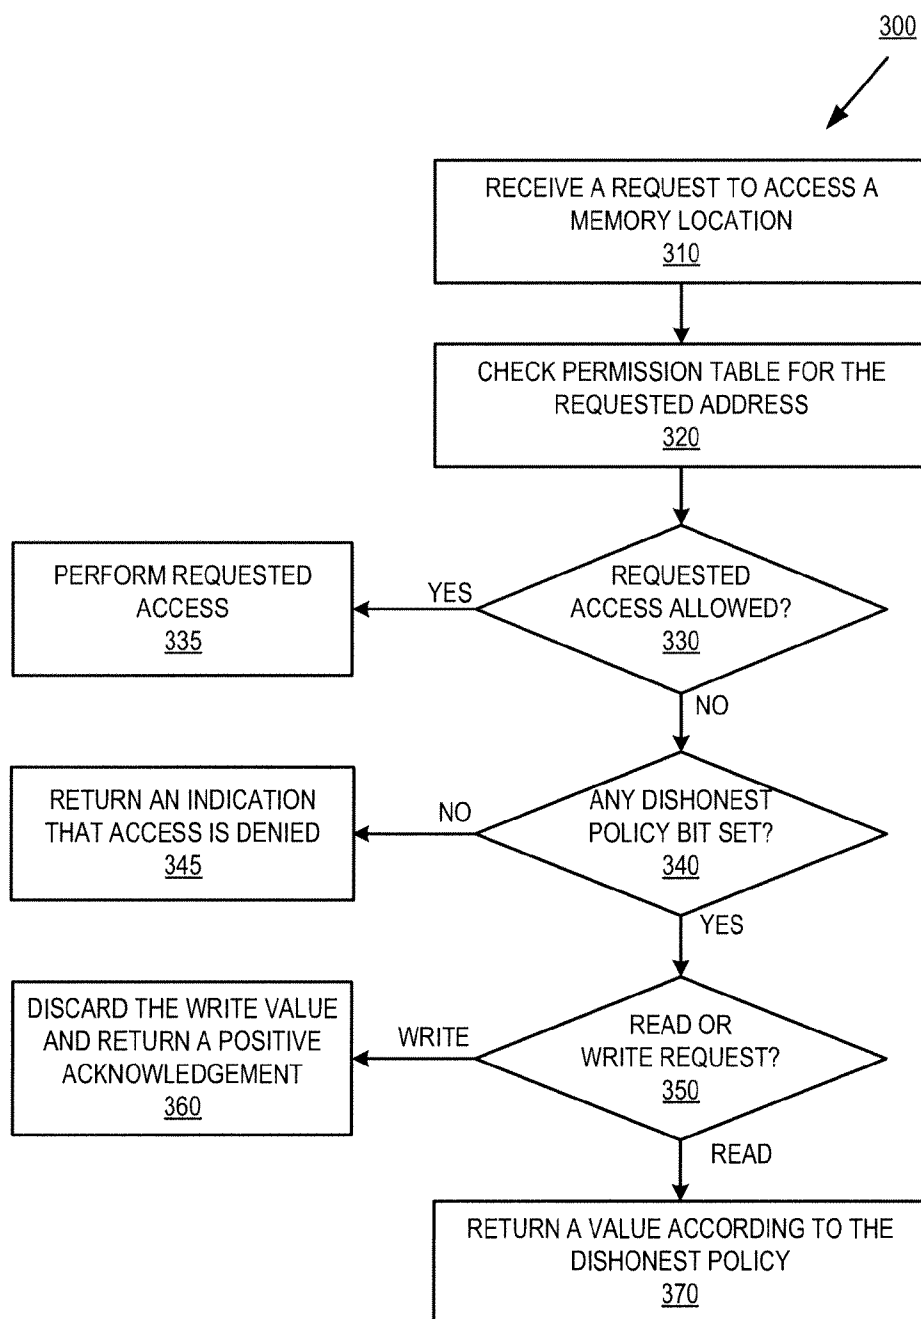 300
RECEIVE A REQUEST TO ACCESS A
MEMORY LOCATION
310
CHECK PERMISSION TABLE FOR THE
REQUESTED ADDRESS
320
PERFORM REQUESTED
ACCESS
335
YES
REQUESTED
ACCESS ALLOWED?
330
NO
RETURN AN INDICATION
THAT ACCESS IS DENIED
345
NO
ANY DISHONEST
POLICY BIT SET?
340
YES
DISCARD THE WRITE VALUE
AND RETURN A POSITIVE
ACKNOWLEDGEMENT
360
WRITE
READ OR
WRITE REQUEST?
350
READ
RETURN A VALUE ACCORDING TO THE
DISHONEST POLICY
370